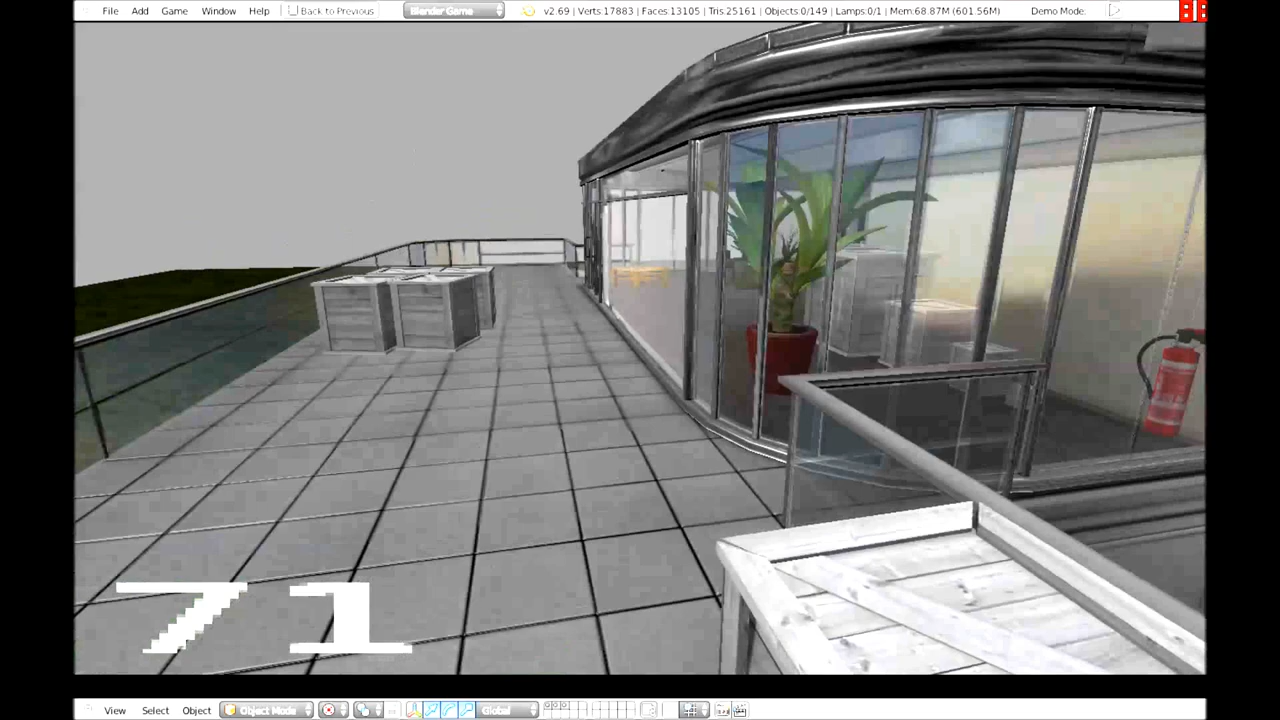 File Add Game Window Help Back to Previous Blender Game v2.69 | Verts:17883 | Faces:13105 | Tris:25161 | Objects:0/149 | Lamps:0/1 | Mem:68.87M (601.56M) Demo Mode.
71
View Select Object Object Mode Global